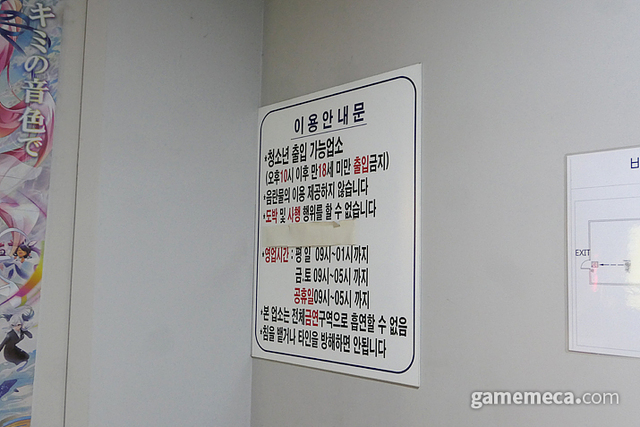 キミの音色で
이용안내문
*청소년 출입 가능업소
(오후10시 이후 만18세 미만 출입금지)
*음란물의 이용 제공하지 않습니다
*도박 및 사행 행위를 할 수 없습니다
*영업시간 : 평 일 09시~01시까지
금.토 09시~05시 까지
공휴일09시~05시 까지
*본 업소는 전체금연구역으로 흡연할 수 없음
*침을 뱉거나 타인을 방해하면 안됩니다
비
EXIT
gamemeca.com